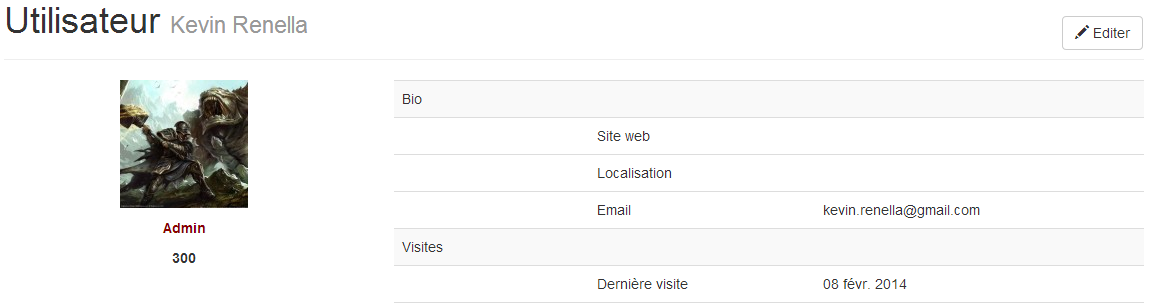 Utilisateur Kevin Renella
Editer
Admin
300
Bio
Site web
Localisation
Email kevin.renella@gmail.com
Visites
Dernière visite 08 févr. 2014